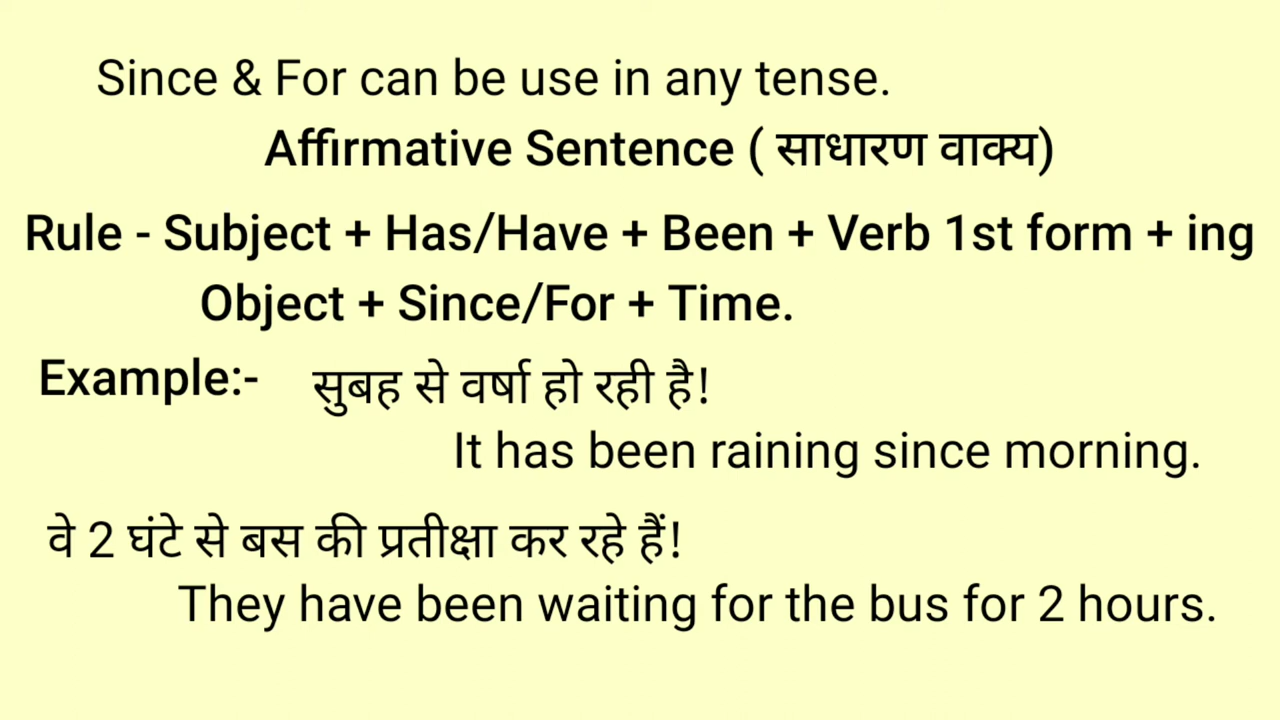 Since & For can be use in any tense.
Affirmative Sentence ( साधारण वाक्य)
Rule - Subject + Has/Have + Been + Verb 1st form + ing
Object + Since/For + Time.
Example:- सुबह से वर्षा हो रही है!
It has been raining since morning.
वे 2 घंटे से बस की प्रतीक्षा कर रहे हैं!
They have been waiting for the bus for 2 hours.